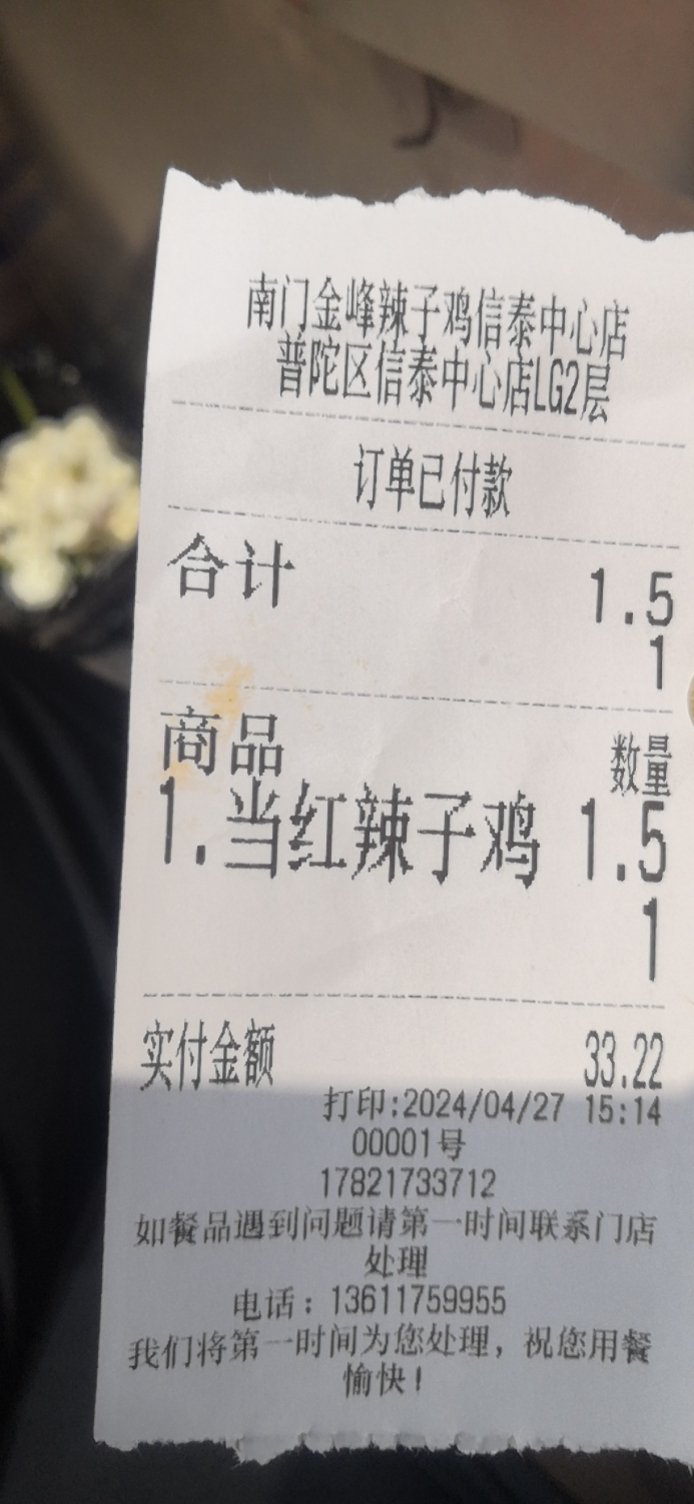 南门金峰辣子鸡信泰中心店
普陀区信泰中心店LG2层
订单已付款
合计 1.5
1
商品 数量
1.当红辣子鸡 1.5
1
实付金额 33.22
打印:2024/04/27 15:14
00001号
17821733712
如餐品遇到问题请第一时间联系门店
处理
电话：13611759955
我们将第一时间为您处理，祝您用餐
愉快！